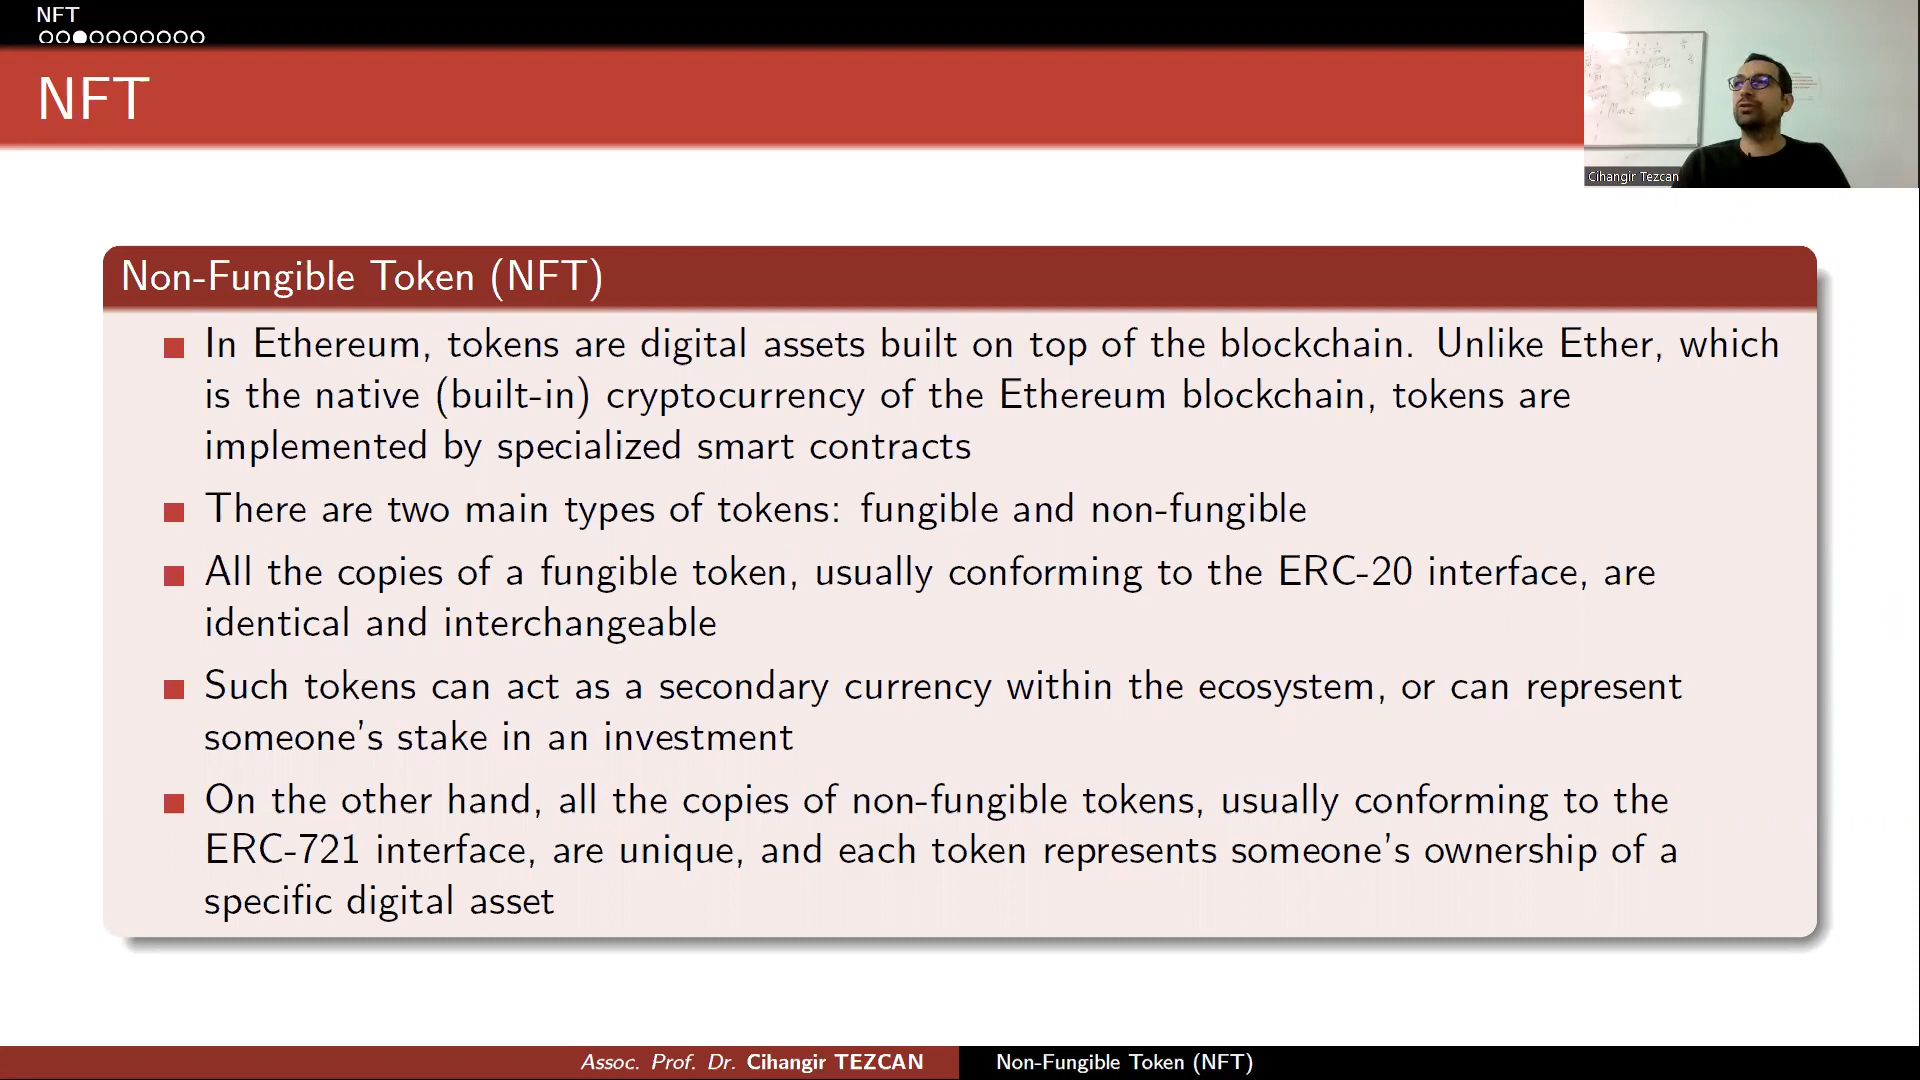 NFT
NFT
Cihangir Tezcan
Non-Fungible Token (NFT)
In Ethereum, tokens are digital assets built on top of the blockchain. Unlike Ether, which
is the native (built-in) cryptocurrency of the Ethereum blockchain, tokens are
implemented by specialized smart contracts
There are two main types of tokens: fungible and non-fungible
All the copies of a fungible token, usually conforming to the ERC-20 interface, are
identical and interchangeable
Such tokens can act as a secondary currency within the ecosystem, or can represent
someone's stake in an investment
On the other hand, all the copies of non-fungible tokens, usually conforming to the
ERC-721 interface, are unique, and each token represents someone's ownership of a
specific digital asset
Assoc. Prof. Dr. Cihangir TEZCAN
Non-Fungible Token (NFT)